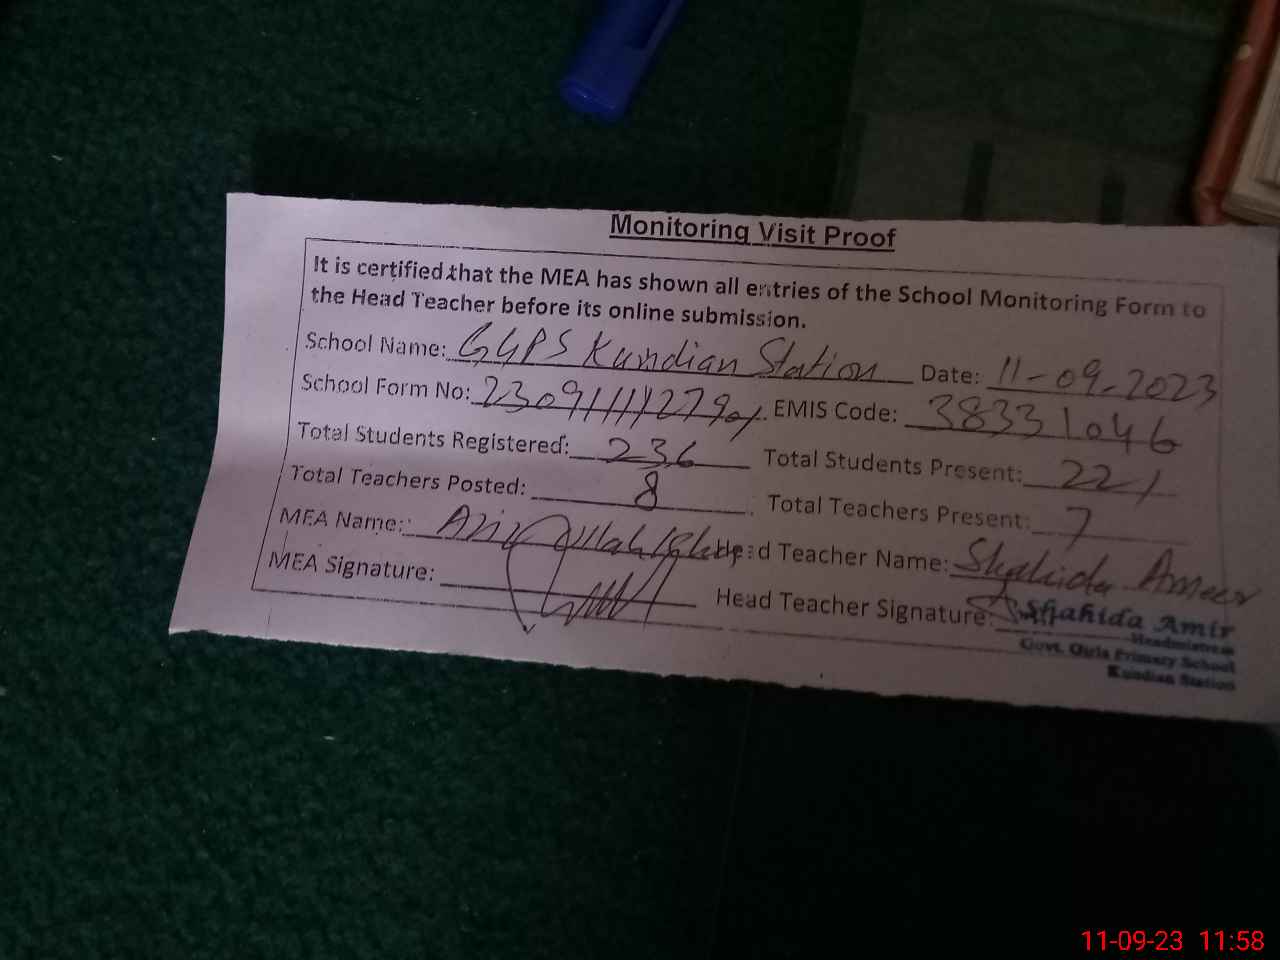 Monitoring Visit Proof
It is certified that the MEA has shown all entries of the School Monitoring Form to
the Head Teacher before its online submission.
School Name: GGPS Kundian Station Date: 11-09-2023
School Form No: EMIS Code: 38331046
Total Students Registered: 236 Total Students Present: 221
Total Teachers Posted: 8 Total Teachers Present: 7
MEA Name: Aziz Ullah Head Teacher Name: Shahida Ameer
MEA Signature: Head Teacher Signature:
Shahida Amir
Headmistress
Govt. Girls Primary School
Kundian Station
11-09-23 11:58